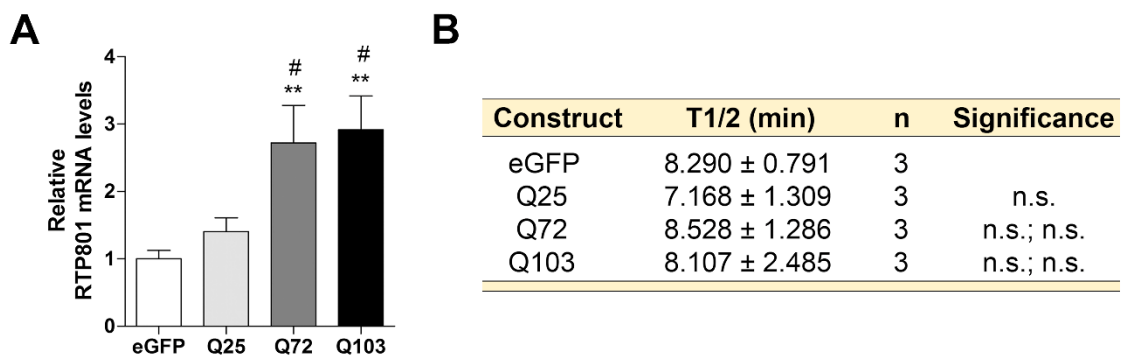 A
Relative
RTP801 mRNA levels
4
3
2
1
0
#
**
#
**
eGFP Q25 Q72 Q103
B
Construct T1/2 (min) n Significance
eGFP 8.290 ± 0.791 3
Q25 7.168 ± 1.309 3 n.s.
Q72 8.528 ± 1.286 3 n.s.; n.s.
Q103 8.107 ± 2.485 3 n.s.; n.s.